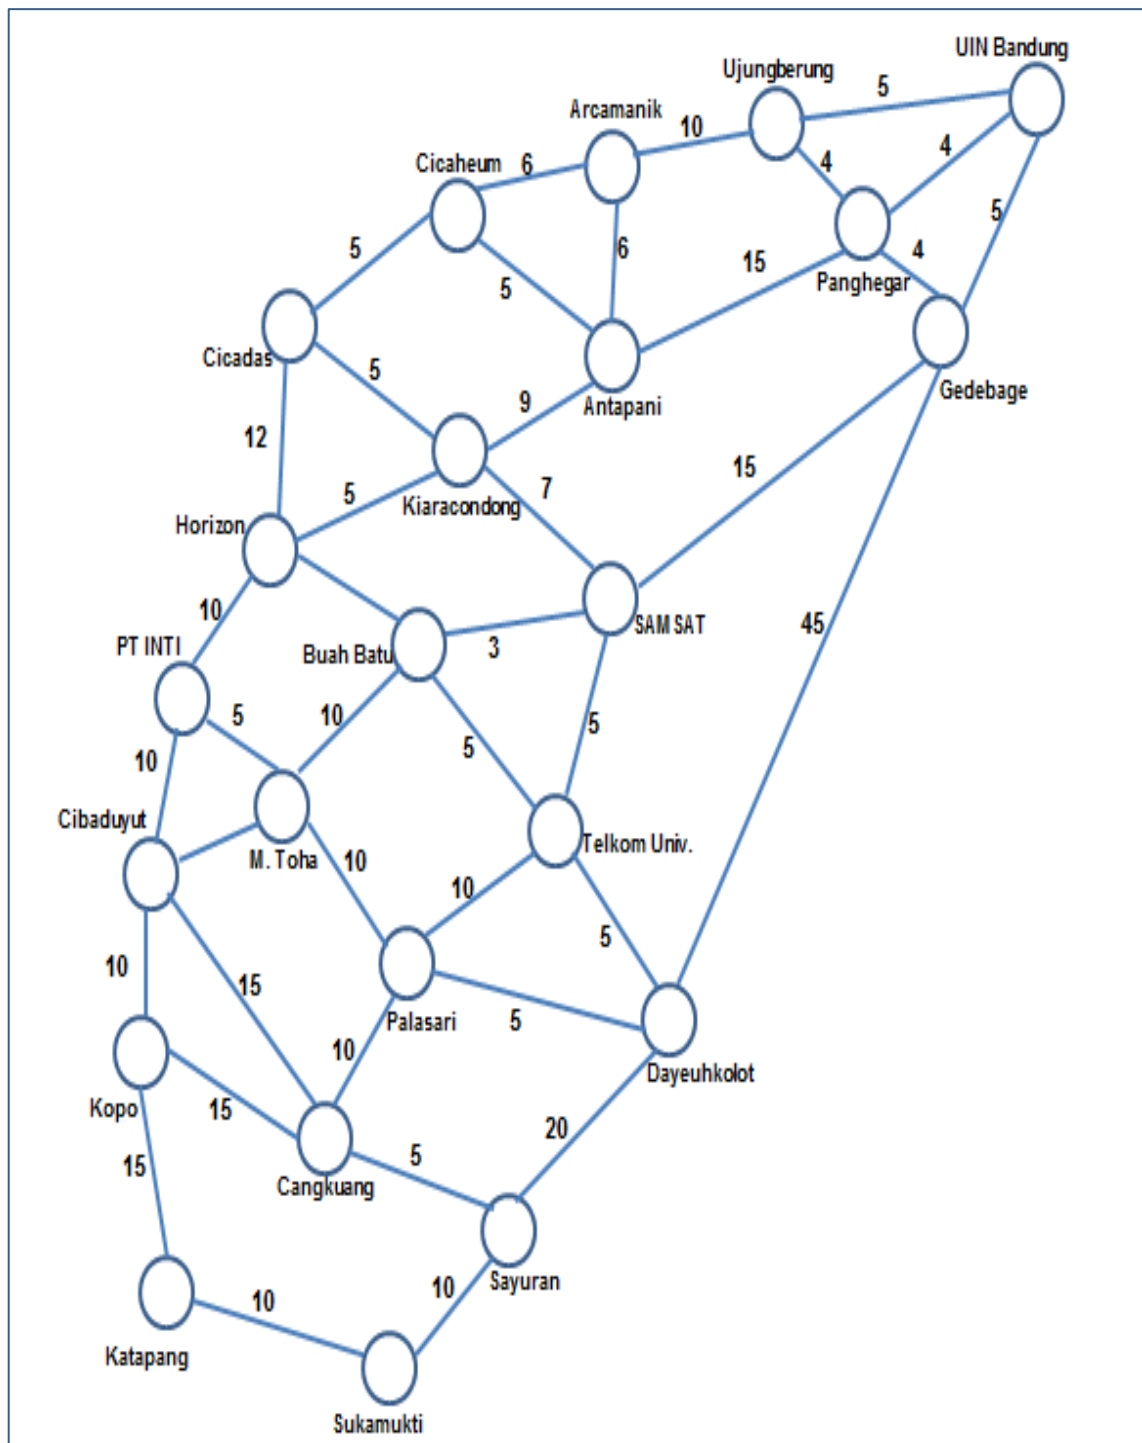 UIN Bandung
Ujungberung
5
Arcamanik
10
4
Cicaheum
6
4
5
5
6
15
4
Panghegar
5
Cicadas
5
Antapani
Gedebage
9
12
Kiaracondong
7
15
5
Horizon
10
SAM SAT
45
PT INTI
Buah Batu
3
10
5
5
5
10
Cibaduyut
M. Toha
10
Telkom Univ.
10
5
10
15
Palasari
5
10
Dayeuhkolot
Kopo
15
20
15
5
Cangkuang
Sayuran
10
10
Katapang
Sukamukti